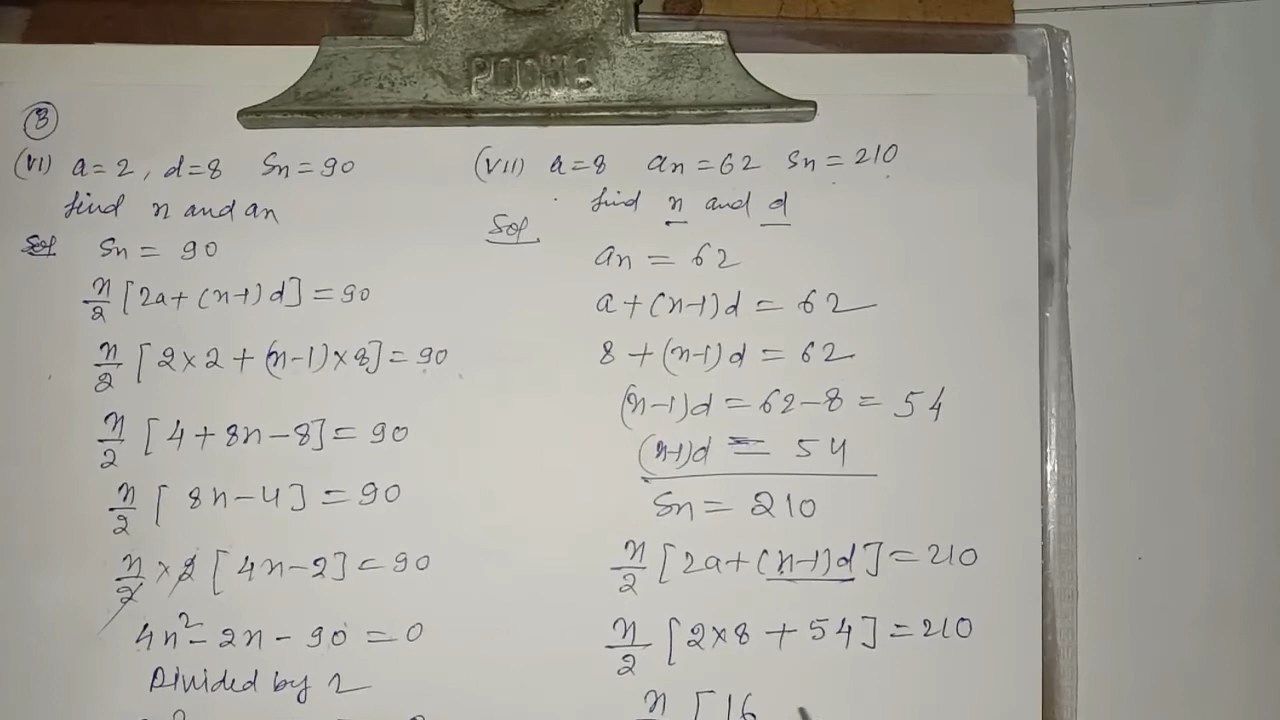 POOKE
③
(VI) a=2, d=8 Sn=90
find n and an
Sol Sn = 90
n/2 [2a+(n-1)d]=90
n/2 [2×2+(n-1)×8]=90
n/2 [4+8n-8]=90
n/2 [8n-4]=90
n/2 ×2 [4n-2]=90
4n²-2n-90=0
Divided by 2
(VII) a=8 an=62 Sn=210
find n and d
Sol
an = 62
a+(n-1)d=62
8+(n-1)d=62
(n-1)d=62-8=54
(n-1)d = 54
Sn=210
n/2 [2a+(n-1)d]=210
n/2 [2×8+54]=210
n [16